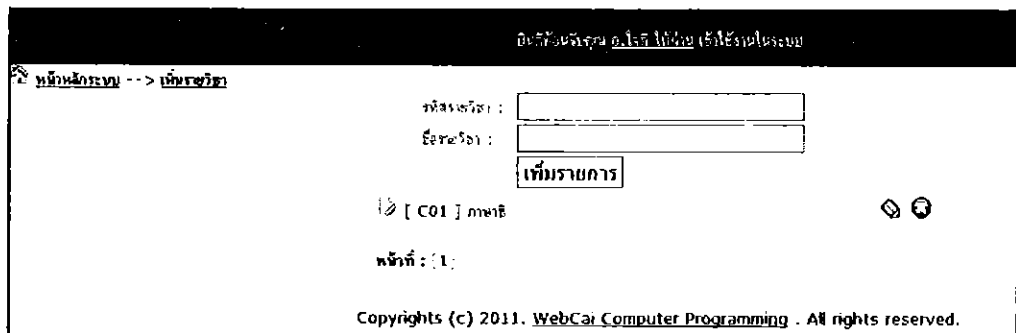 ยินดีต้อนรับคุณ เข้าใช้งานในระบบ
หน้าหลักระบบ --> เพิ่มรายวิชา
รหัสรายวิชา :
ชื่อรายวิชา :
เพิ่มรายการ
[ C01 ] ภาษาซี
หน้าที่ : [1]
Copyrights (c) 2011. WebCai Computer Programming . All rights reserved.